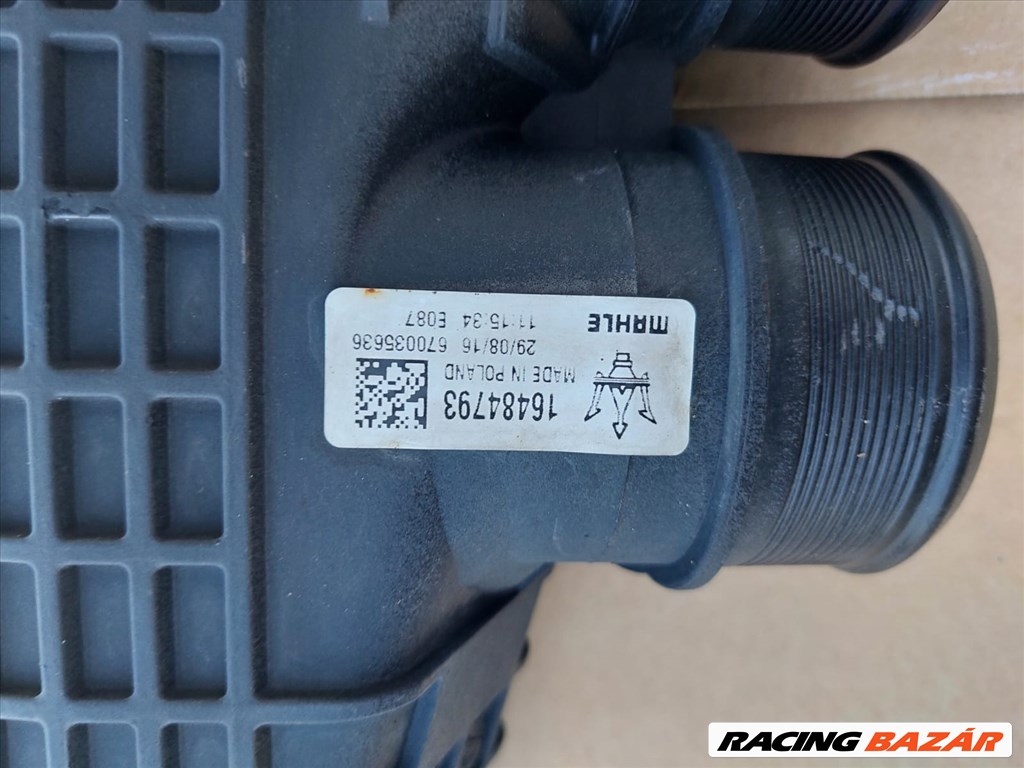 16484793
MADE IN POLAND
29/08/16 670035636
11:15:34 E087
MAHLE
RACING BAZÁR